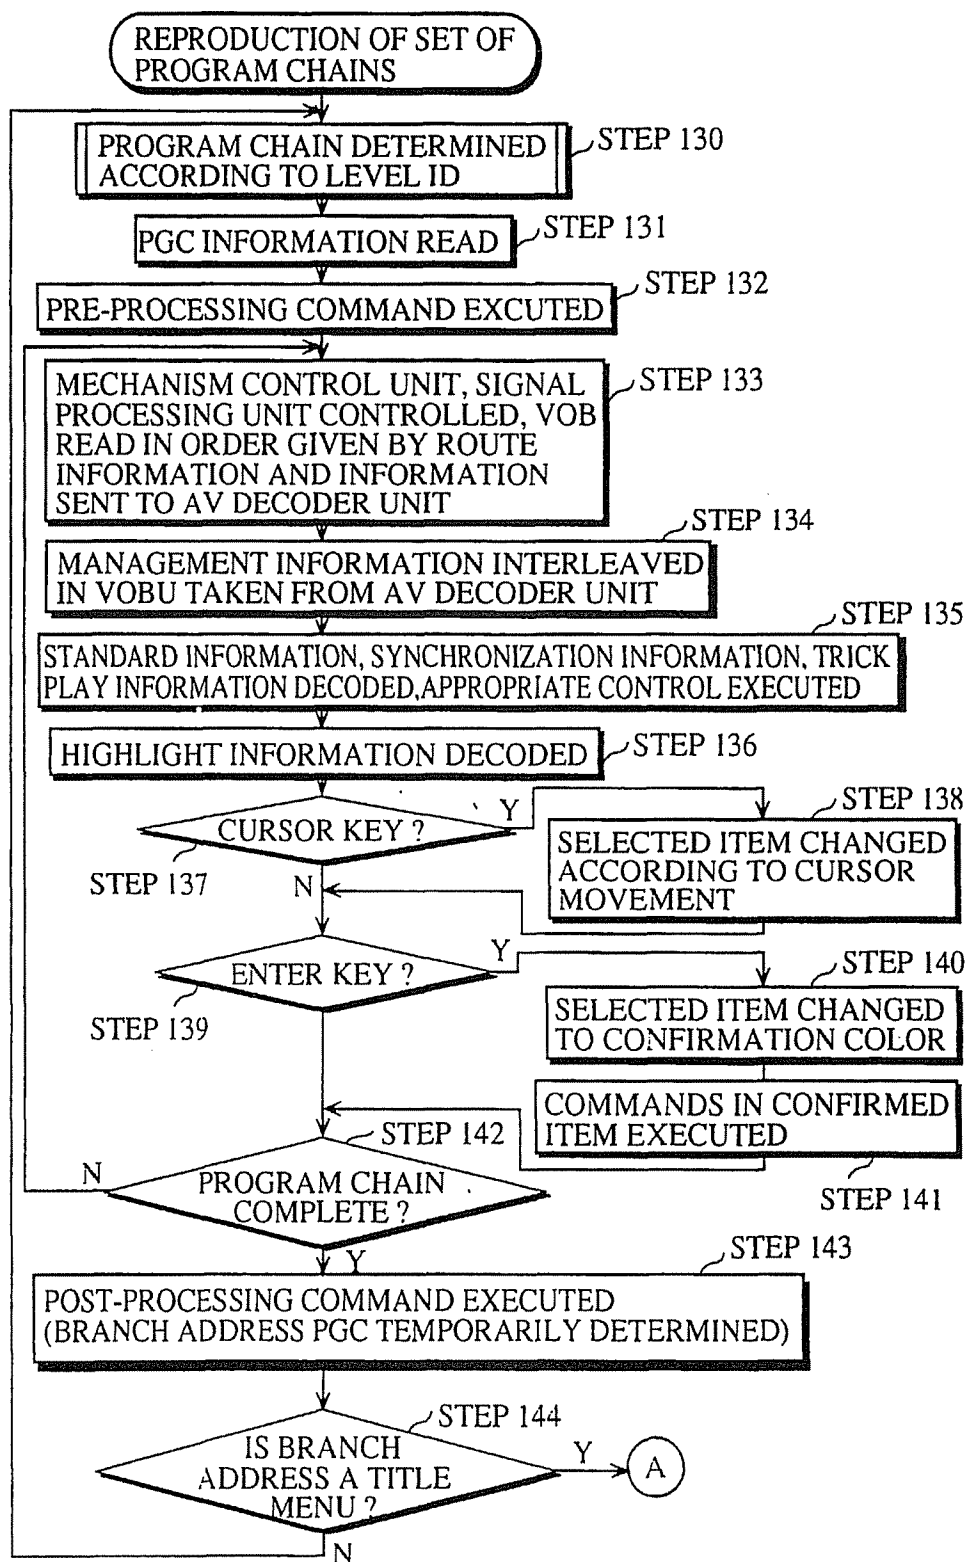 REPRODUCTION OF SET OF
PROGRAM CHAINS
PROGRAM CHAIN DETERMINED
ACCORDING TO LEVEL ID
STEP 130
PGC INFORMATION READ
STEP 131
PRE-PROCESSING COMMAND EXCUTED
STEP 132
MECHANISM CONTROL UNIT, SIGNAL
PROCESSING UNIT CONTROLLED, VOB
READ IN ORDER GIVEN BY ROUTE
INFORMATION AND INFORMATION
SENT TO AV DECODER UNIT
STEP 133
STEP 134
MANAGEMENT INFORMATION INTERLEAVED
IN VOBU TAKEN FROM AV DECODER UNIT
STEP 135
STANDARD INFORMATION, SYNCHRONIZATION INFORMATION, TRICK
PLAY INFORMATION DECODED,APPROPRIATE CONTROL EXECUTED
HIGHLIGHT INFORMATION DECODED
STEP 136
CURSOR KEY ?
Y
STEP 137
N
STEP 138
SELECTED ITEM CHANGED
ACCORDING TO CURSOR
MOVEMENT
ENTER KEY ?
Y
STEP 139
STEP 140
SELECTED ITEM CHANGED
TO CONFIRMATION COLOR
COMMANDS IN CONFIRMED
ITEM EXECUTED
STEP 141
STEP 142
N
PROGRAM CHAIN
COMPLETE ?
Y
STEP 143
POST-PROCESSING COMMAND EXECUTED
(BRANCH ADDRESS PGC TEMPORARILY DETERMINED)
STEP 144
IS BRANCH
ADDRESS A TITLE
MENU ?
Y
A
N